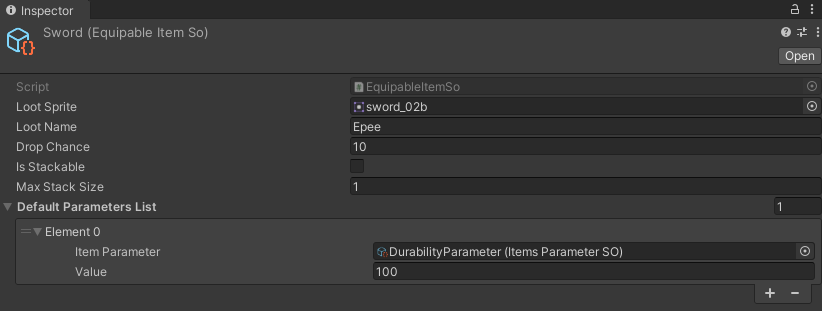 Inspector
Sword (Equipable Item So)
Open
Script EquipableItemSo
Loot Sprite sword_02b
Loot Name Epee
Drop Chance 10
Is Stackable
Max Stack Size 1
Default Parameters List 1
Element 0
Item Parameter DurabilityParameter (Items Parameter SO)
Value 100